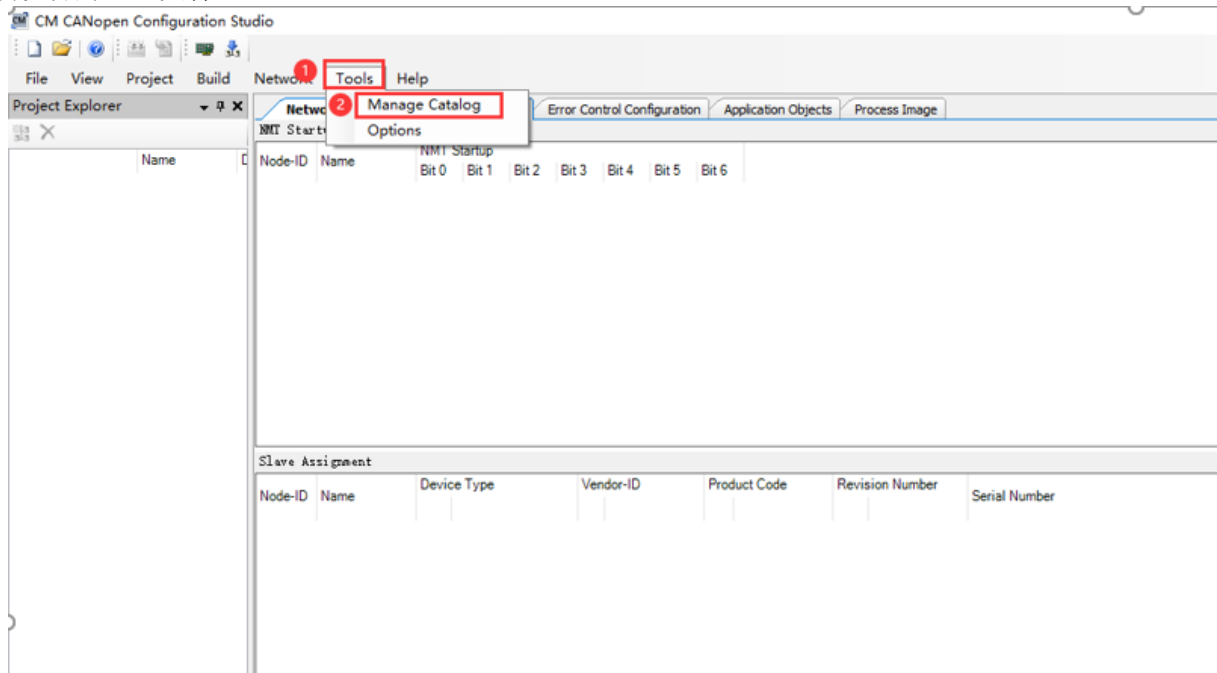 CM CANopen Configuration Studio
File View Project Build Network Tools Help
1
Project Explorer
2 Manage Catalog
Options
Error Control Configuration Application Objects Process Image
Name
Node-ID Name NMT Startup
Bit 0 Bit 1 Bit 2 Bit 3 Bit 4 Bit 5 Bit 6
Slave Assignment
Node-ID Name Device Type Vendor-ID Product Code Revision Number Serial Number